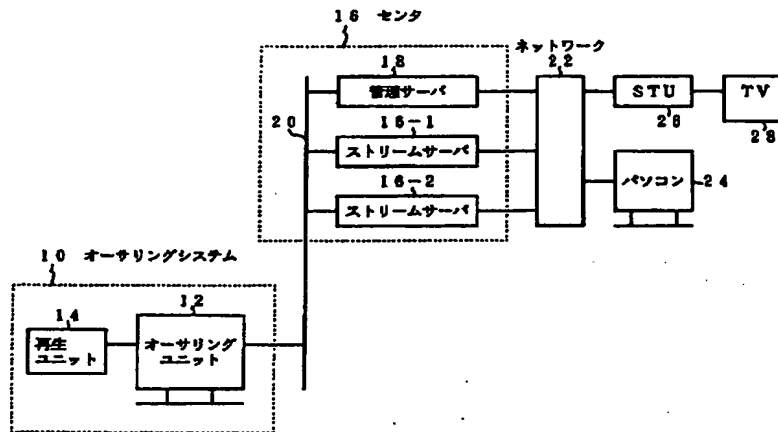 16 センタ
18
管理サーバ
20
16-1
ストリームサーバ
16-2
ストリームサーバ
ネットワーク
22
STU
26
TV
28
パソコン
24
10 オーサリングシステム
14
再生
ユニット
12
オーサリング
ユニット